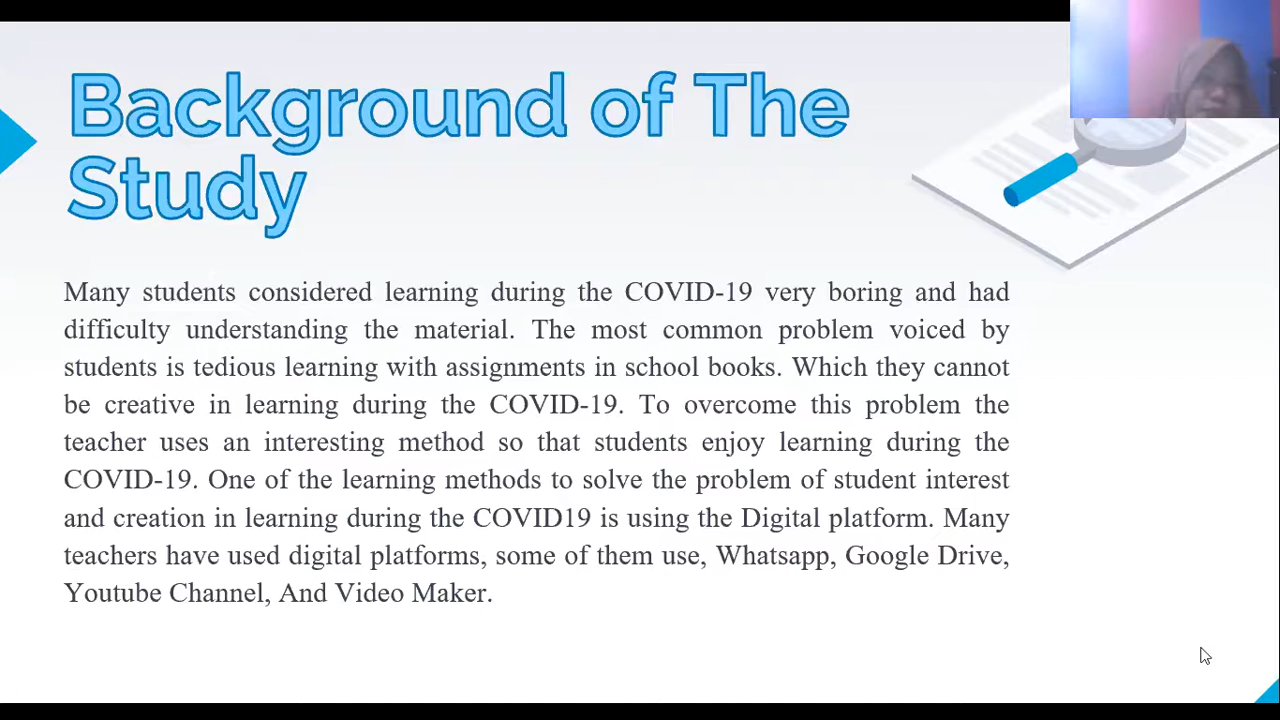 Background of The
Study
Many students considered learning during the COVID-19 very boring and had
difficulty understanding the material. The most common problem voiced by
students is tedious learning with assignments in school books. Which they cannot
be creative in learning during the COVID-19. To overcome this problem the
teacher uses an interesting method so that students enjoy learning during the
COVID-19. One of the learning methods to solve the problem of student interest
and creation in learning during the COVID19 is using the Digital platform. Many
teachers have used digital platforms, some of them use, Whatsapp, Google Drive,
Youtube Channel, And Video Maker.